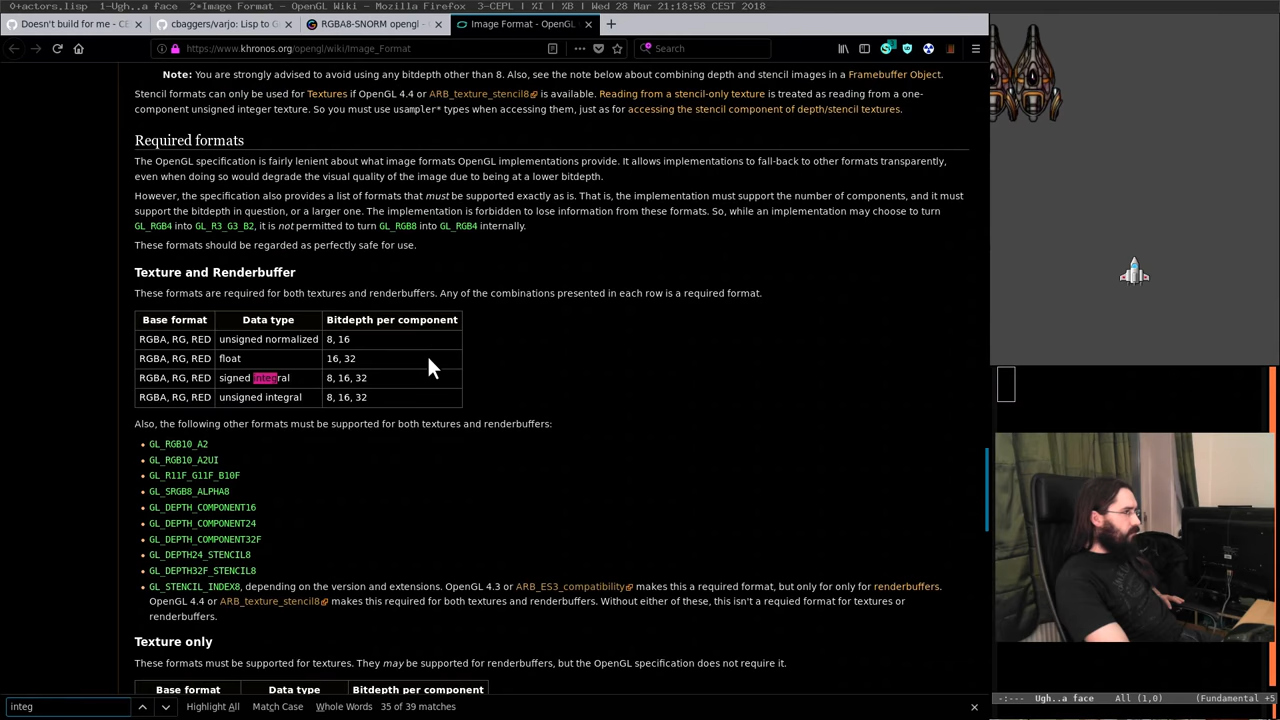 0+actors.lisp 1-Ugh..a face 2*Image Format - OpenGL Wiki - Mozilla Firefox 3-CEPL | %I | %B | Wed 28 Mar 21:18:58 CEST 2018
Doesn't build for me - CE
cbaggers/varjo: Lisp to G
RGBA8-SNORM opengl -
Image Format - OpenGL
https://www.khronos.org/opengl/wiki/Image_Format
Search
Note: You are strongly advised to avoid using any bitdepth other than 8. Also, see the note below about combining depth and stencil images in a Framebuffer Object.
Stencil formats can only be used for Textures if OpenGL 4.4 or ARB_texture_stencil8 is available. Reading from a stencil-only texture is treated as reading from a one-
component unsigned integer texture. So you must use usampler* types when accessing them, just as for accessing the stencil component of depth/stencil textures.
Required formats
The OpenGL specification is fairly lenient about what image formats OpenGL implementations provide. It allows implementations to fall-back to other formats transparently,
even when doing so would degrade the visual quality of the image due to being at a lower bitdepth.
However, the specification also provides a list of formats that must be supported exactly as is. That is, the implementation must support the number of components, and it must
support the bitdepth in question, or a larger one. The implementation is forbidden to lose information from these formats. So, while an implementation may choose to turn
GL_RGB4 into GL_R3_G3_B2, it is not permitted to turn GL_RGB8 into GL_RGB4 internally.
These formats should be regarded as perfectly safe for use.
Texture and Renderbuffer
These formats are required for both textures and renderbuffers. Any of the combinations presented in each row is a required format.
Base format Data type Bitdepth per component
RGBA, RG, RED unsigned normalized 8, 16
RGBA, RG, RED float 16, 32
RGBA, RG, RED signed integral 8, 16, 32
RGBA, RG, RED unsigned integral 8, 16, 32
Also, the following other formats must be supported for both textures and renderbuffers:
GL_RGB10_A2
GL_RGB10_A2UI
GL_R11F_G11F_B10F
GL_SRGB8_ALPHA8
GL_DEPTH_COMPONENT16
GL_DEPTH_COMPONENT24
GL_DEPTH_COMPONENT32F
GL_DEPTH24_STENCIL8
GL_DEPTH32F_STENCIL8
GL_STENCIL_INDEX8, depending on the version and extensions. OpenGL 4.3 or ARB_ES3_compatibility makes this a required format, but only for only for renderbuffers.
OpenGL 4.4 or ARB_texture_stencil8 makes this required for both textures and renderbuffers. Without either of these, this isn't a requied format for textures or
renderbuffers.
Texture only
These formats must be supported for textures. They may be supported for renderbuffers, but the OpenGL specification does not require it.
Base format Data type Bitdepth per component
integ
Highlight All Match Case Whole Words 35 of 39 matches
-:--- Ugh..a face All (1,0) (Fundamental +5